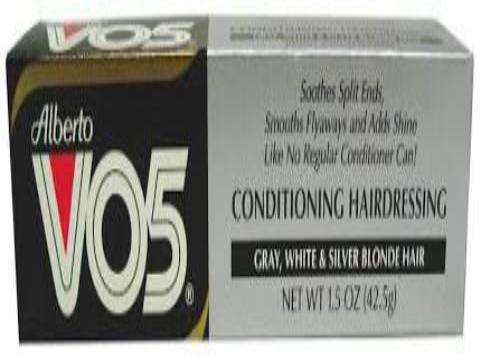 VO5
Alberto
VO5®
Soothes Split Ends,
Smooths Flyaways and Adds Shine
Like No Regular Conditioner Can!
CONDITIONING HAIRDRESSING
GRAY, WHITE & SILVER BLONDE HAIR
NET WT 1.5 OZ (42.5g)